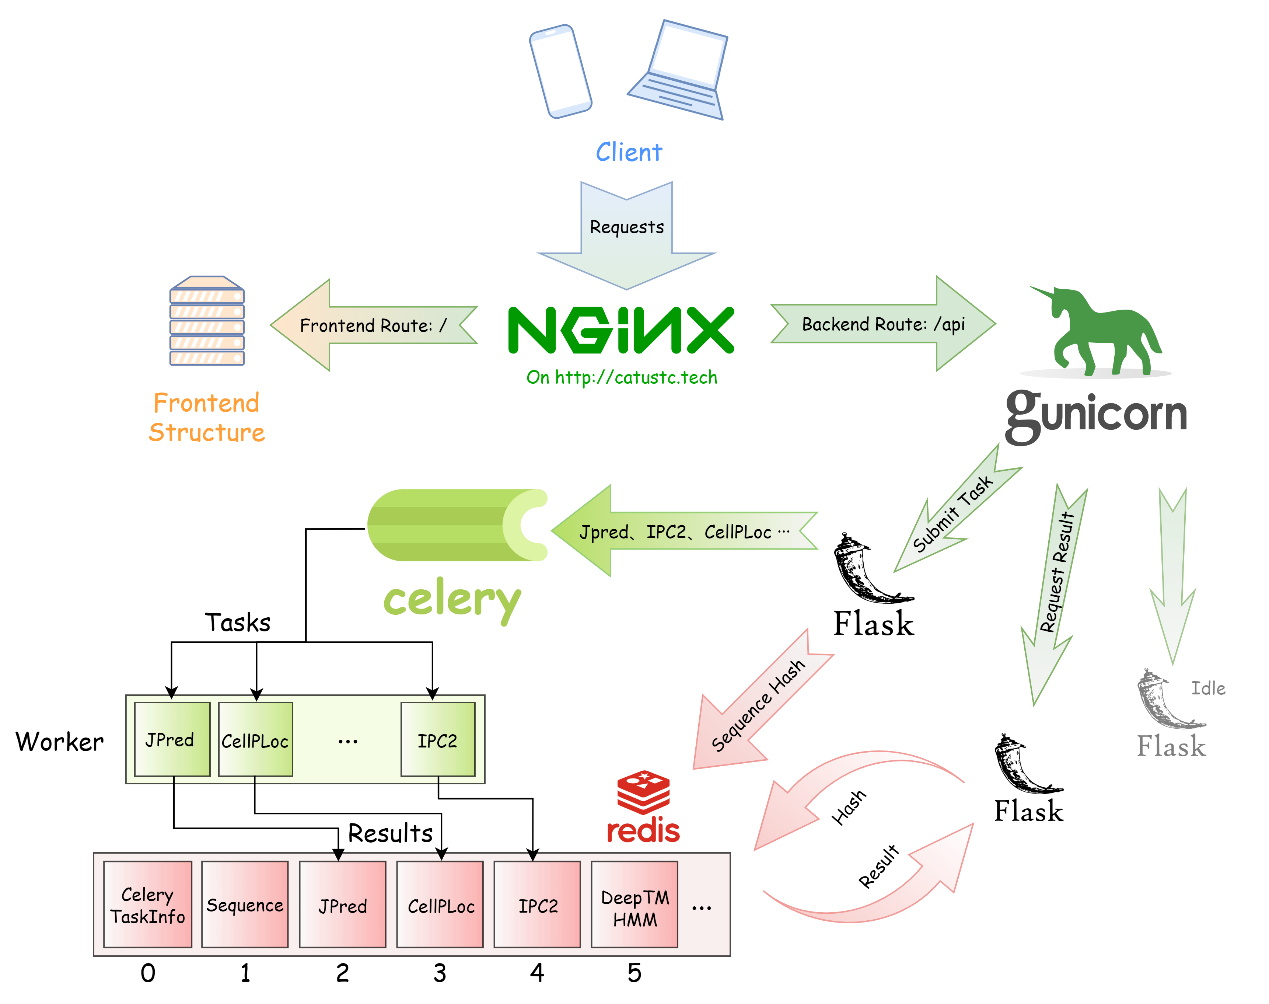 Client
Requests
NGINX
On http://catustc.tech
Frontend Route: /
Backend Route: /api
Frontend
Structure
gunicorn
Submit Task
Request Result
Jpred、IPC2、CellPLoc ...
celery
Flask
Tasks
Sequence Hash
Idle
Flask
Worker
JPred
CellPLoc
...
IPC2
Flask
Hash
redis
Results
Result
Celery
TaskInfo
Sequence
JPred
CellPLoc
IPC2
DeepTM
HMM
...
0
1
2
3
4
5